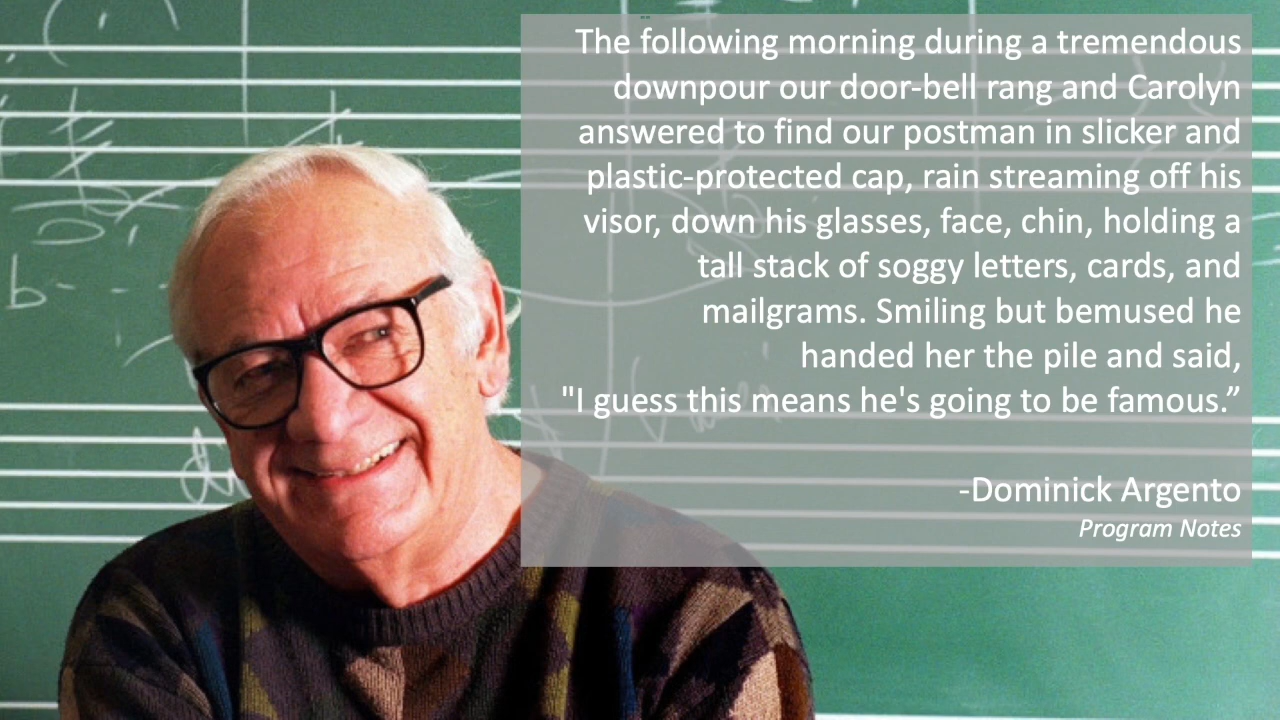 The following morning during a tremendous
downpour our door-bell rang and Carolyn
answered to find our postman in slicker and
plastic-protected cap, rain streaming off his
visor, down his glasses, face, chin, holding a
tall stack of soggy letters, cards, and
mailgrams. Smiling but bemused he
handed her the pile and said,
"I guess this means he's going to be famous.”
-Dominick Argento
Program Notes